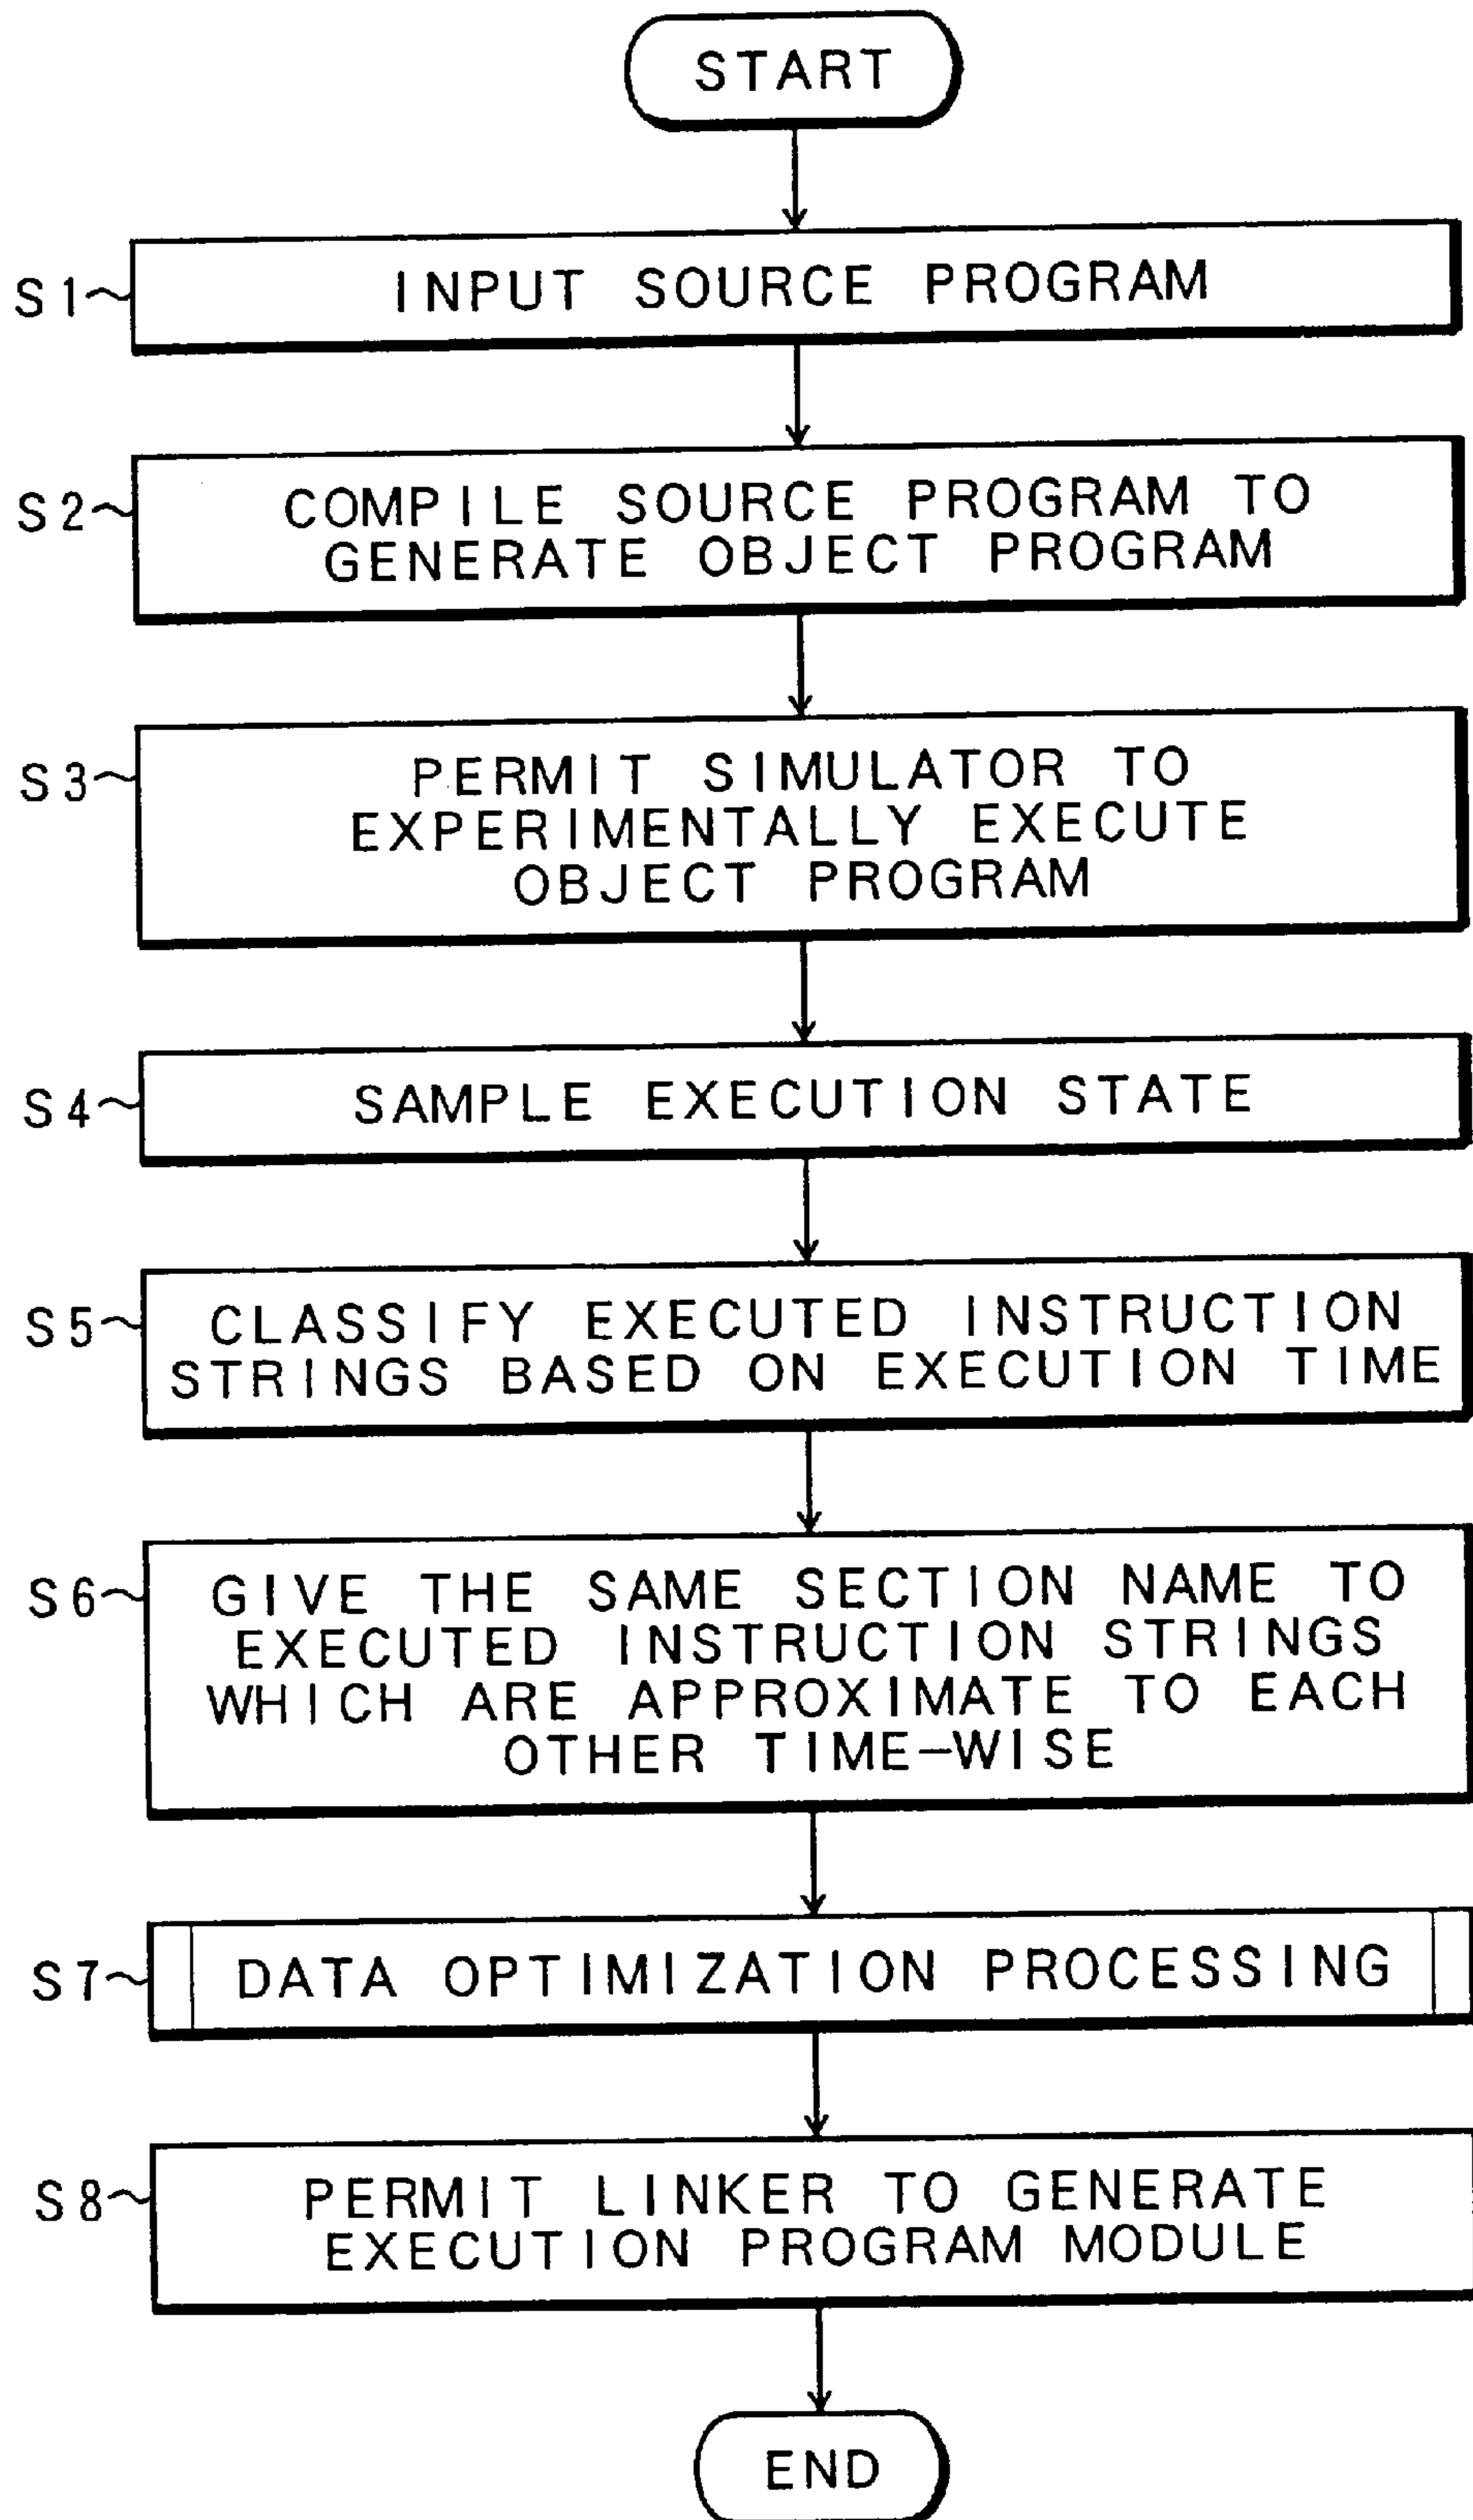 START
S1 INPUT SOURCE PROGRAM
S2 COMPILE SOURCE PROGRAM TO
GENERATE OBJECT PROGRAM
S3 PERMIT SIMULATOR TO
EXPERIMENTALLY EXECUTE
OBJECT PROGRAM
S4 SAMPLE EXECUTION STATE
S5 CLASSIFY EXECUTED INSTRUCTION
STRINGS BASED ON EXECUTION TIME
S6 GIVE THE SAME SECTION NAME TO
EXECUTED INSTRUCTION STRINGS
WHICH ARE APPROXIMATE TO EACH
OTHER TIME-WISE
S7 DATA OPTIMIZATION PROCESSING
S8 PERMIT LINKER TO GENERATE
EXECUTION PROGRAM MODULE
END